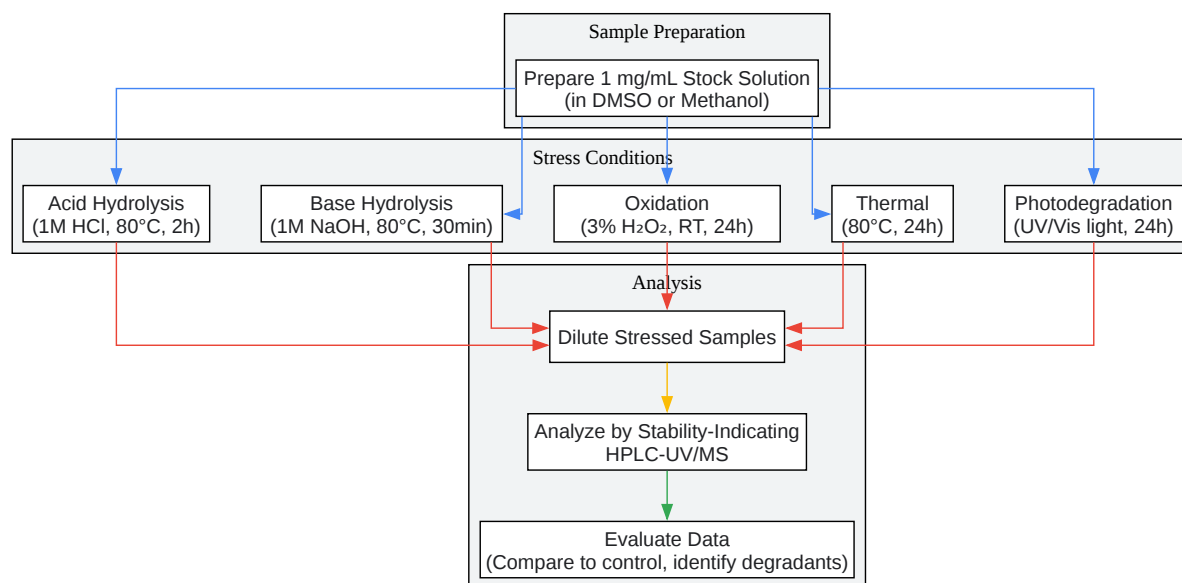 Sample Preparation
Prepare 1 mg/mL Stock Solution
(in DMSO or Methanol)
Stress Conditions
Acid Hydrolysis
(1M HCl, 80°C, 2h)
Base Hydrolysis
(1M NaOH, 80°C, 30min)
Oxidation
(3% H₂O₂, RT, 24h)
Thermal
(80°C, 24h)
Photodegradation
(UV/Vis light, 24h)
Analysis
Dilute Stressed Samples
Analyze by Stability-Indicating
HPLC-UV/MS
Evaluate Data
(Compare to control, identify degradants)